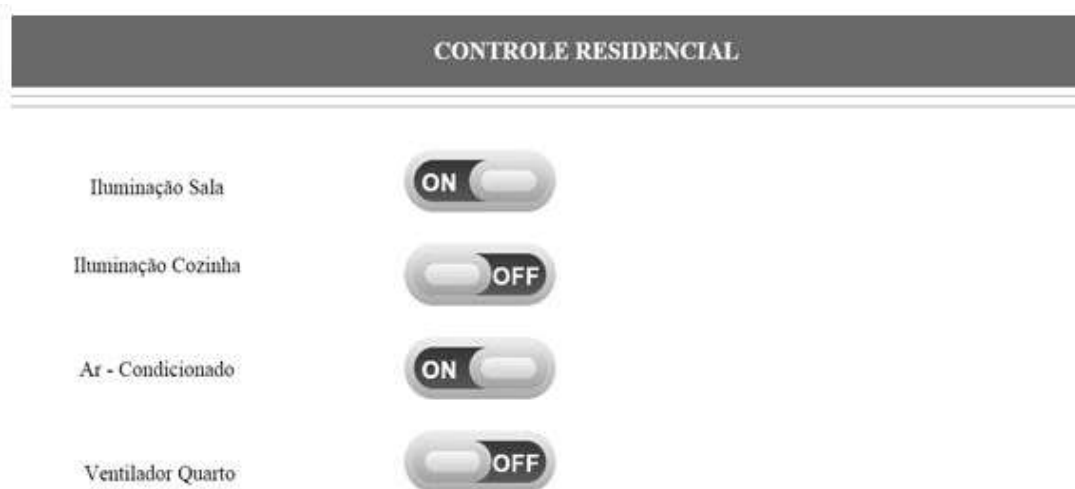 CONTROLE RESIDENCIAL
Iluminação Sala ON
Iluminação Cozinha OFF
Ar - Condicionado ON
Ventilador Quarto OFF